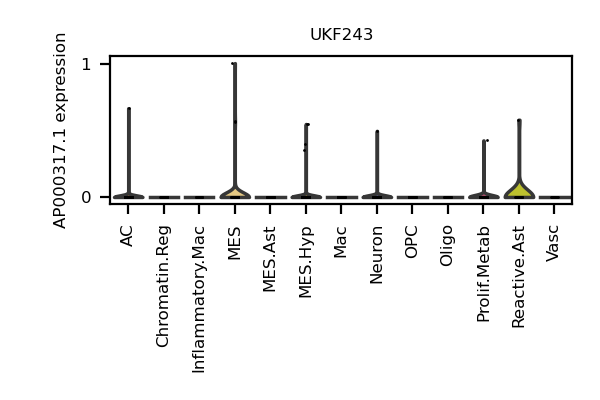 UKF243
AP000317.1 expression
1
0
AC
Chromatin.Reg
Inflammatory.Mac
MES
MES.Ast
MES.Hyp
Mac
Neuron
OPC
Oligo
Prolif.Metab
Reactive.Ast
Vasc